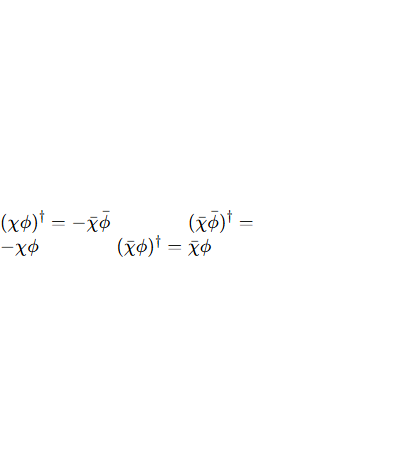 (χϕ)† = −χ̄ϕ̄ (χ̄ϕ̄)† =
−χϕ (χ̄ϕ)† = χ̄ϕ